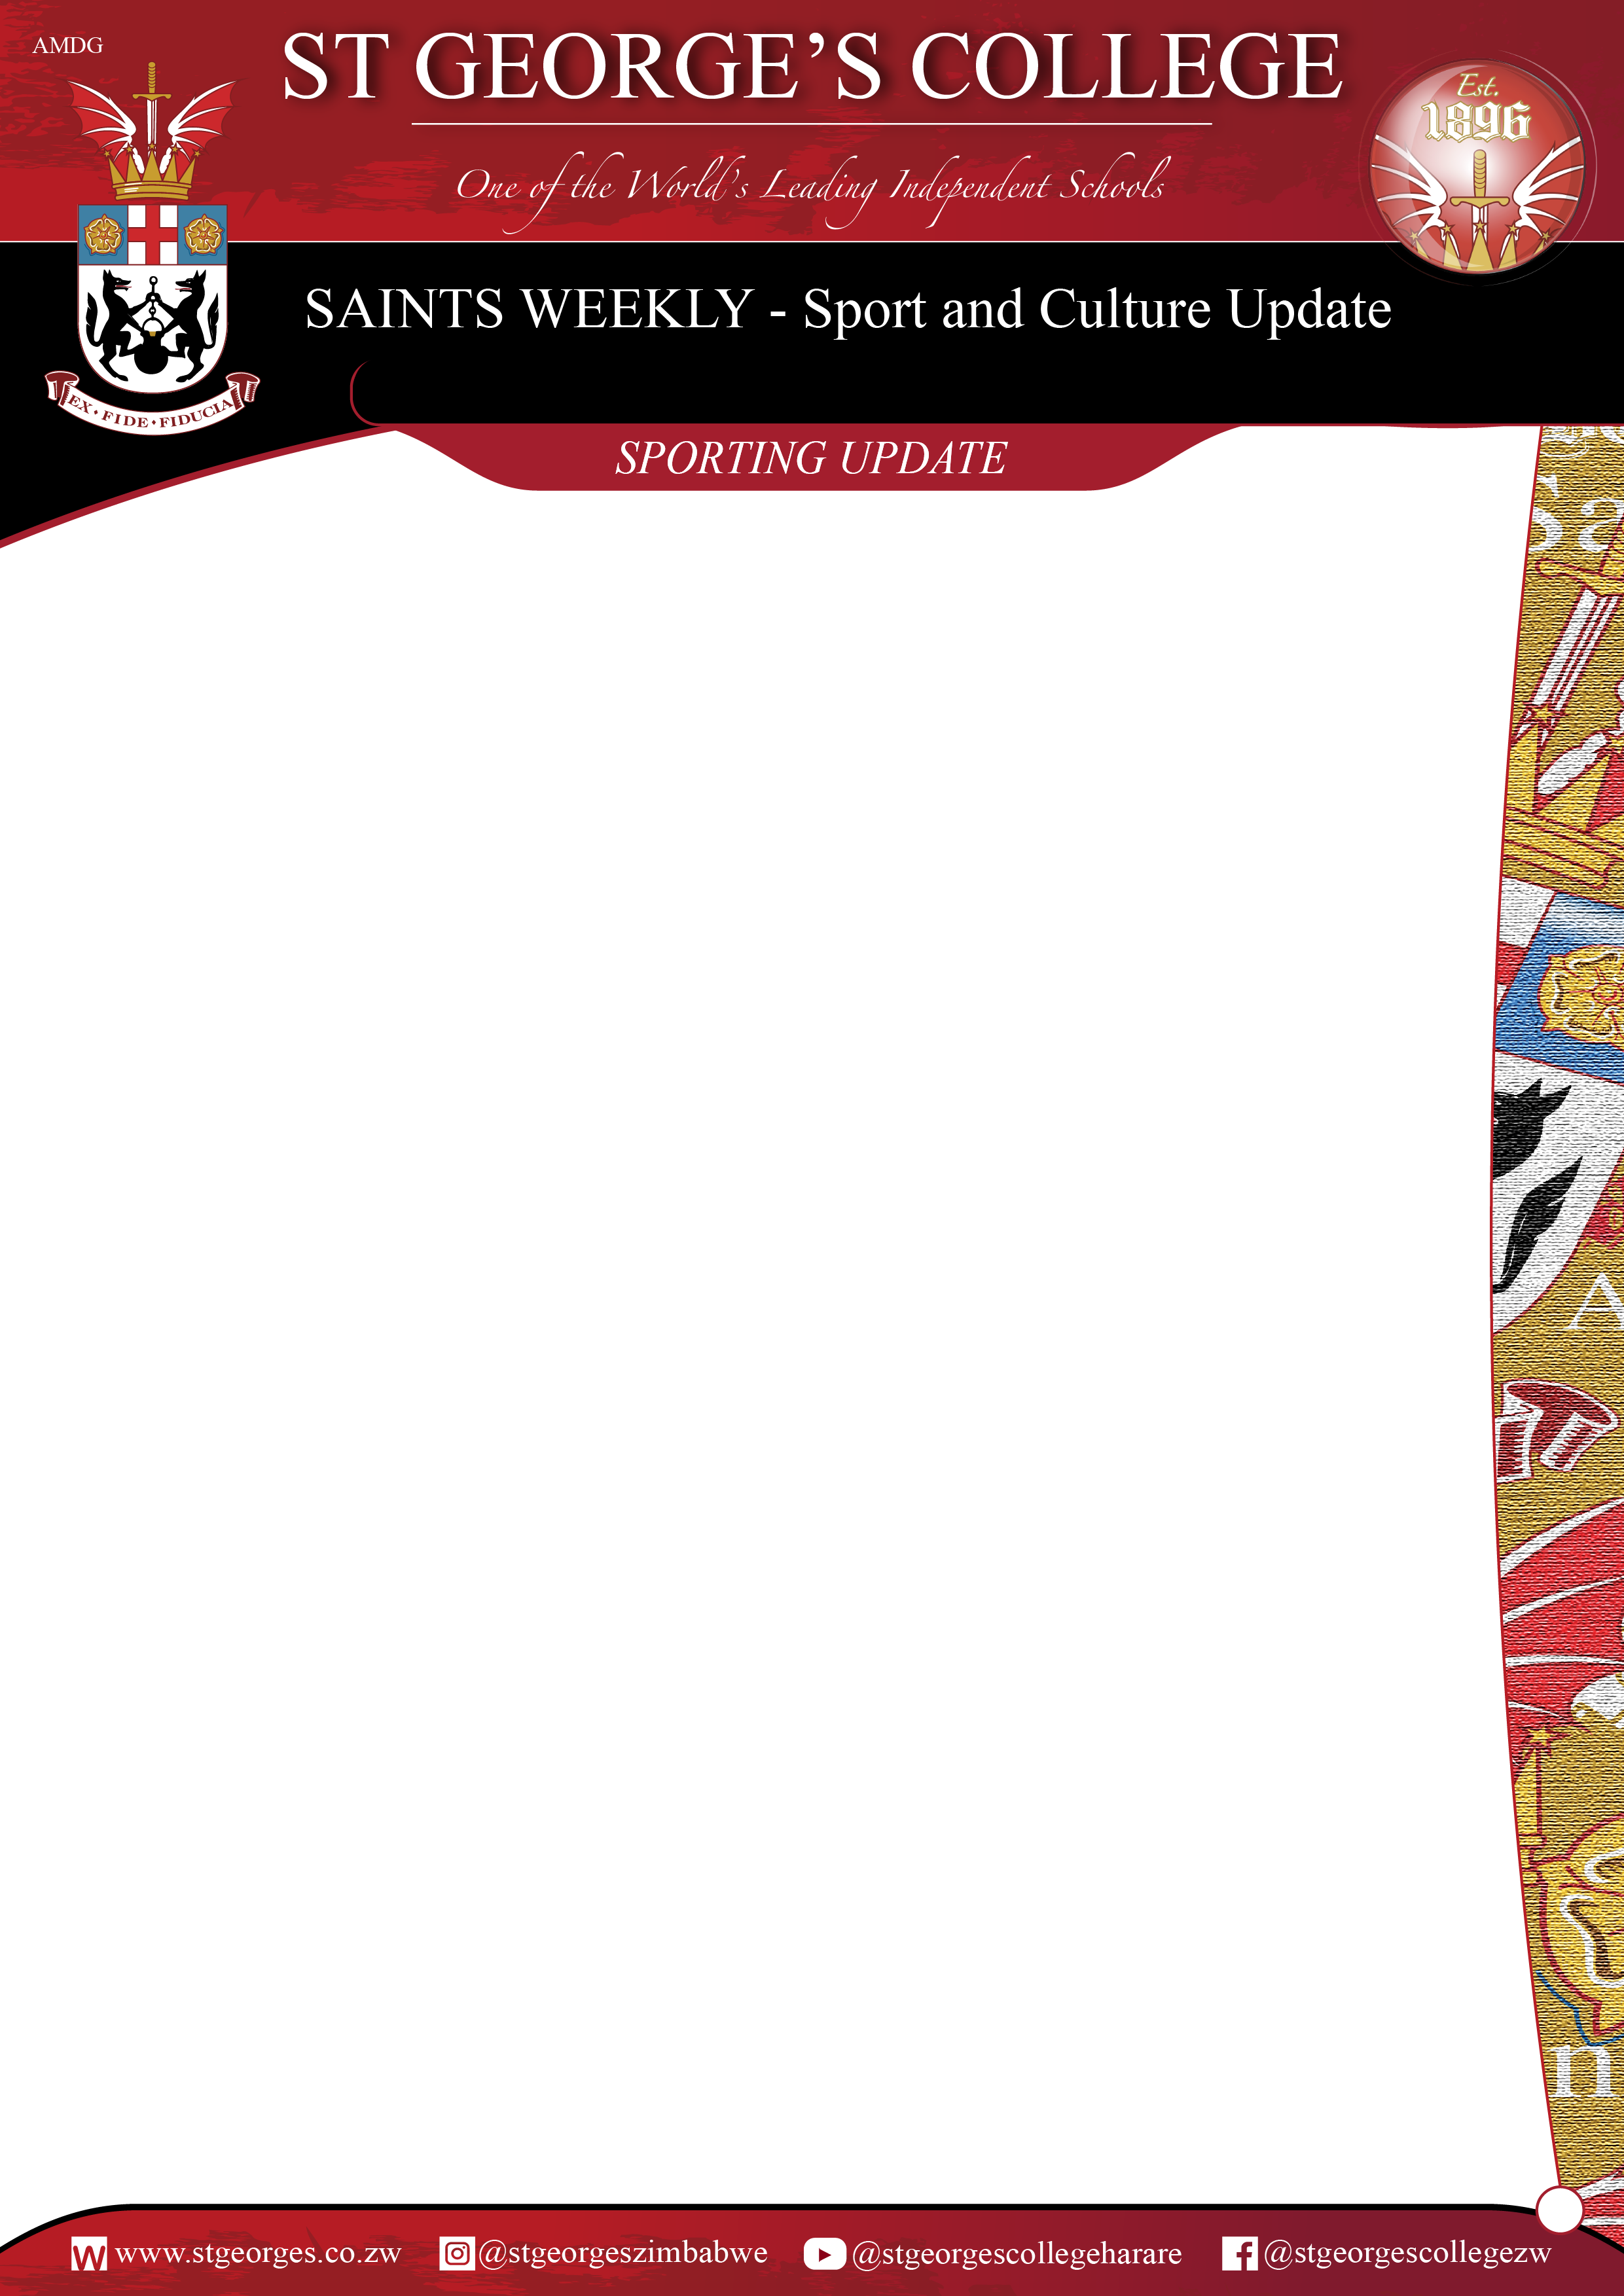 AMDG
ST GEORGE’S COLLEGE
One of the World’s Leading Independent Schools
Est.
1896
SAINTS WEEKLY - Sport and Culture Update
EX • FIDE • FIDUCIA
SPORTING UPDATE
Sa
A
n
www.stgeorges.co.zw
@stgeorgeszimbabwe
@stgeorgescollegeharare
@stgeorgescollegezw